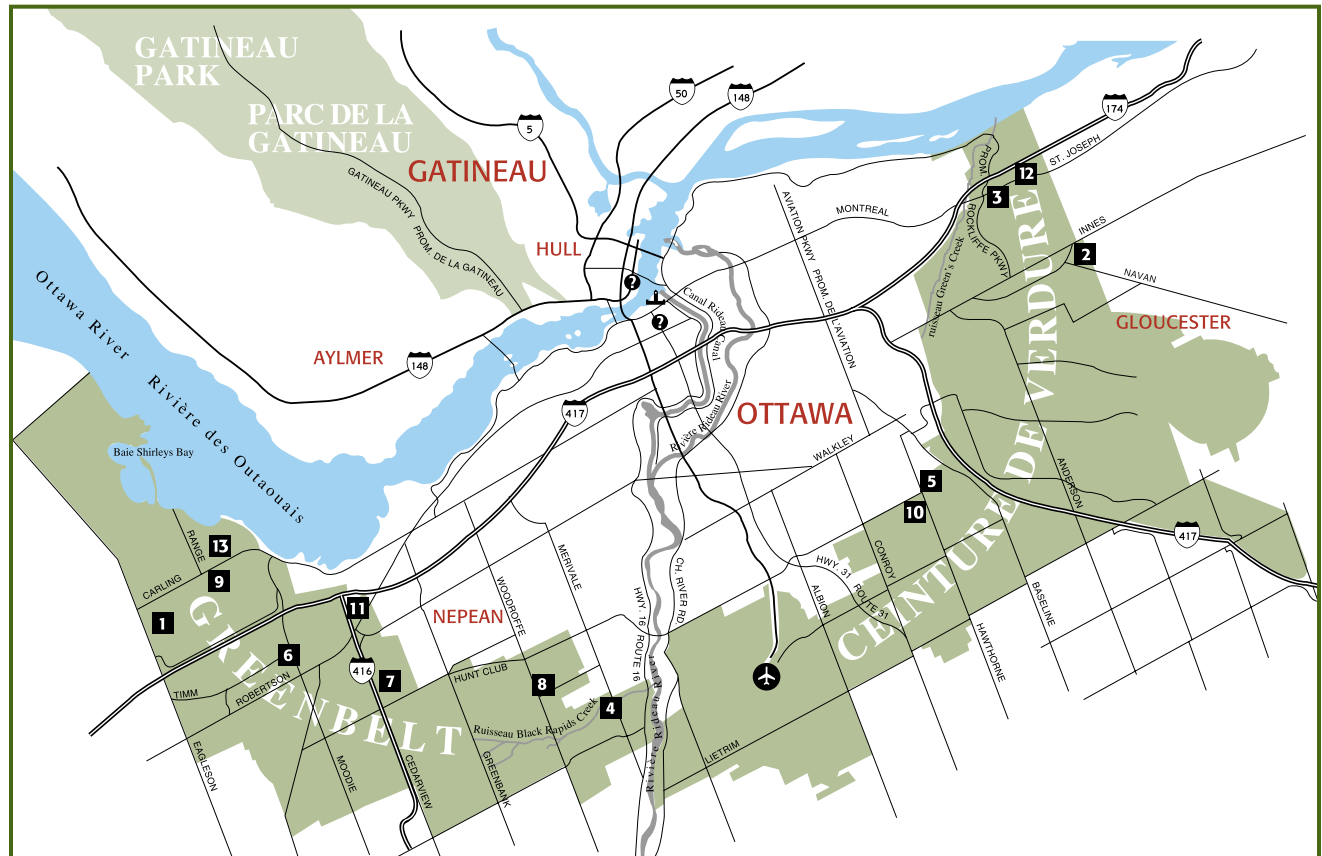 GATINEAU
PARK
PARC DE LA
GATINEAU
GATINEAU
5
50
148
174
GATINEAU PKWY PROM. DE LA GATINEAU
HULL
AYLMER
148
Ottawa River Rivière des Outaouais
Baie Shirleys Bay
?
?
Canal Rideau Canal
Rivière Rideau River
OTTAWA
417
AVIATION PKWY PROM. DE L'AVIATION
MONTREAL
ST. JOSEPH
PROM. ROCKLIFFE PKWY
ruisseau Green's Creek
12
3
INNES
2
NAVAN
GLOUCESTER
CEINTURE DE VERDURE
WALKLEY
ANDERSON
5
10
417
RANGE
13
CARLING
9
1
GREENBELT
11
NEPEAN
WOODROFFE
MERIVALE
HWY. 16 ROUTE 16
CH. RIVER RD.
HWY. 31 ROUTE 31
ALBION
CONROY
HAWTHORNE
BASELINE
6
416
7
HUNT CLUB
8
4
TIMM
ROBERTSON
Ruisseau Black Rapids Creek
Rivière Rideau River
LIETRIM
EAGLESON
MOODIE
CEDARVIEW
GREENBANK